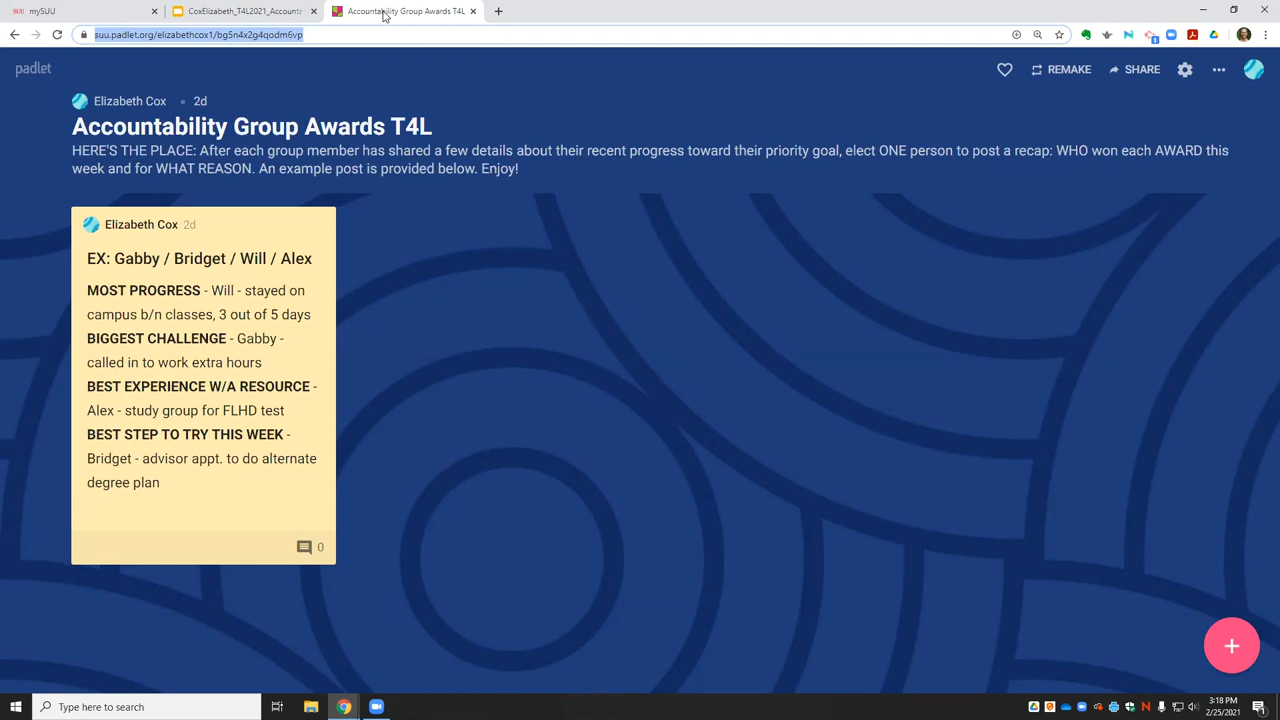 SUU mySUU
CoxElizabeth_T4L2021_Accounta
Accountability Group Awards T4L
suu.padlet.org/elizabethcox1/bg5n4x2g4qodm6vp
padlet
REMAKE
SHARE
Elizabeth Cox • 2d
Accountability Group Awards T4L
HERE'S THE PLACE: After each group member has shared a few details about their recent progress toward their priority goal, elect ONE person to post a recap: WHO won each AWARD this
week and for WHAT REASON. An example post is provided below. Enjoy!
Elizabeth Cox 2d
EX: Gabby / Bridget / Will / Alex
MOST PROGRESS - Will - stayed on
campus b/n classes, 3 out of 5 days
BIGGEST CHALLENGE - Gabby -
called in to work extra hours
BEST EXPERIENCE W/A RESOURCE -
Alex - study group for FLHD test
BEST STEP TO TRY THIS WEEK -
Bridget - advisor appt. to do alternate
degree plan
0
Type here to search
3:18 PM
2/25/2021